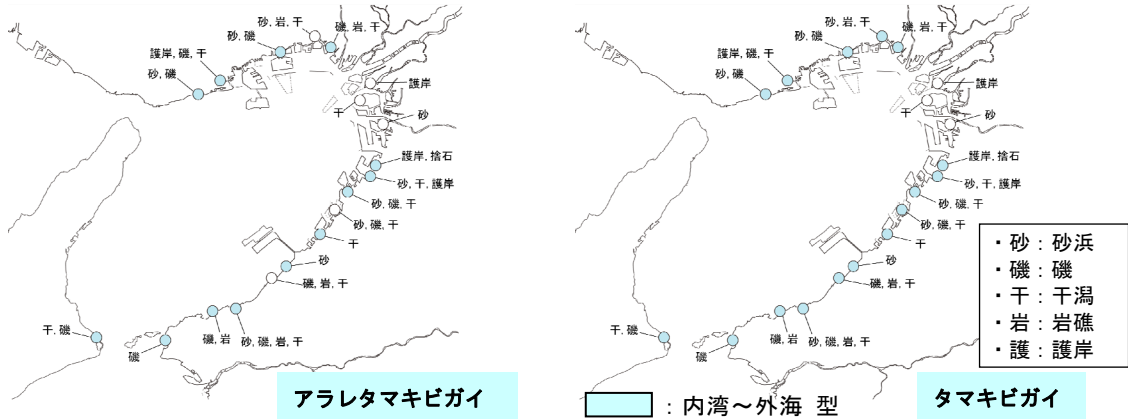 砂, 岩, 干
磯, 岩, 干
砂, 磯
護岸, 磯, 干
砂, 磯
護岸
干
砂
護岸, 捨石
砂, 干, 護岸
砂, 磯, 干
砂, 磯, 干
干
砂
磯, 岩, 干
磯, 岩
砂, 磯, 岩, 干
干, 磯
磯
アラレタマキビガイ
砂, 岩, 干
磯, 岩, 干
砂, 磯
護岸, 磯, 干
砂, 磯
護岸
干
砂
護岸, 捨石
砂, 干, 護岸
砂, 磯, 干
砂, 磯, 干
干
砂
磯, 岩, 干
磯, 岩
砂, 磯, 岩, 干
干, 磯
磯
・砂：砂浜
・磯：磯
・干：干潟
・岩：岩礁
・護：護岸
：内湾～外海 型
タマキビガイ